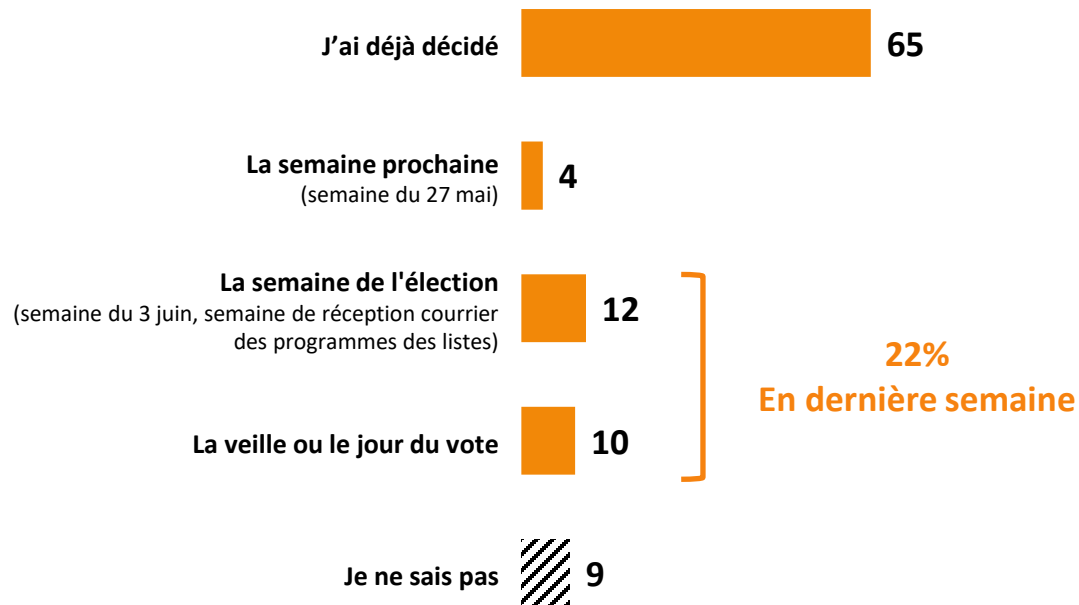 J’ai déjà décidé
65
La semaine prochaine
(semaine du 27 mai)
4
La semaine de l'élection
(semaine du 3 juin, semaine de réception courrier
des programmes des listes)
12
22%
En dernière semaine
La veille ou le jour du vote
10
Je ne sais pas
9